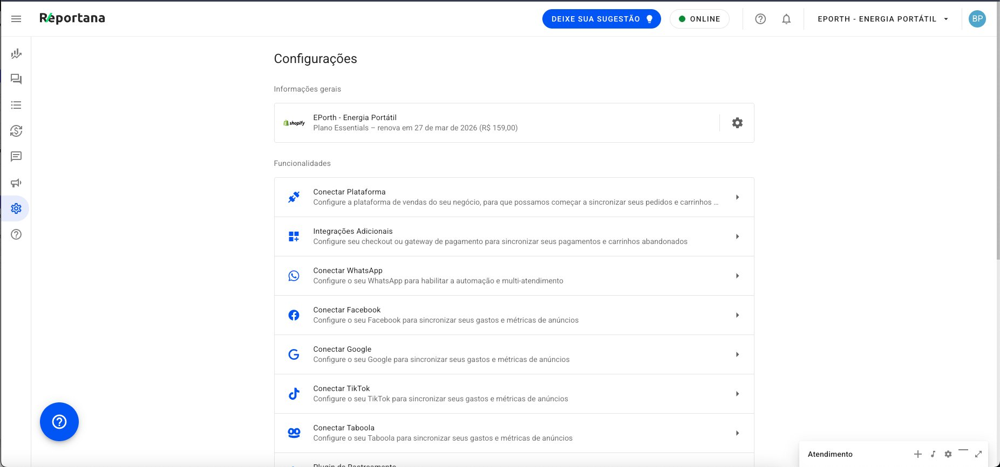 Reportana
DEIXE SUA SUGESTÃO
ONLINE
EPORTH - ENERGIA PORTÁTIL
BP
Configurações
Informações gerais
shopify
EPorth - Energia Portátil
Plano Essentials – renova em 27 de mar de 2026 (R$ 159,00)
Funcionalidades
Conectar Plataforma
Configure a plataforma de vendas do seu negócio, para que possamos começar a sincronizar seus pedidos e carrinhos ...
Integrações Adicionais
Configure seu checkout ou gateway de pagamento para sincronizar seus pagamentos e carrinhos abandonados
Conectar WhatsApp
Configure o seu WhatsApp para habilitar a automação e multi-atendimento
Conectar Facebook
Configure o seu Facebook para sincronizar seus gastos e métricas de anúncios
Conectar Google
Configure o seu Google para sincronizar seus gastos e métricas de anúncios
Conectar TikTok
Configure o seu TikTok para sincronizar seus gastos e métricas de anúncios
Conectar Taboola
Configure o seu Taboola para sincronizar seus gastos e métricas de anúncios
Plugin de Rastreamento
Atendimento